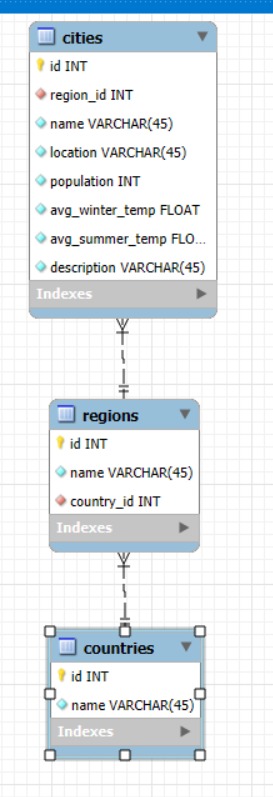 cities
id INT
region_id INT
name VARCHAR(45)
location VARCHAR(45)
population INT
avg_winter_temp FLOAT
avg_summer_temp FLO...
description VARCHAR(45)
Indexes
regions
id INT
name VARCHAR(45)
country_id INT
Indexes
countries
id INT
name VARCHAR(45)
Indexes